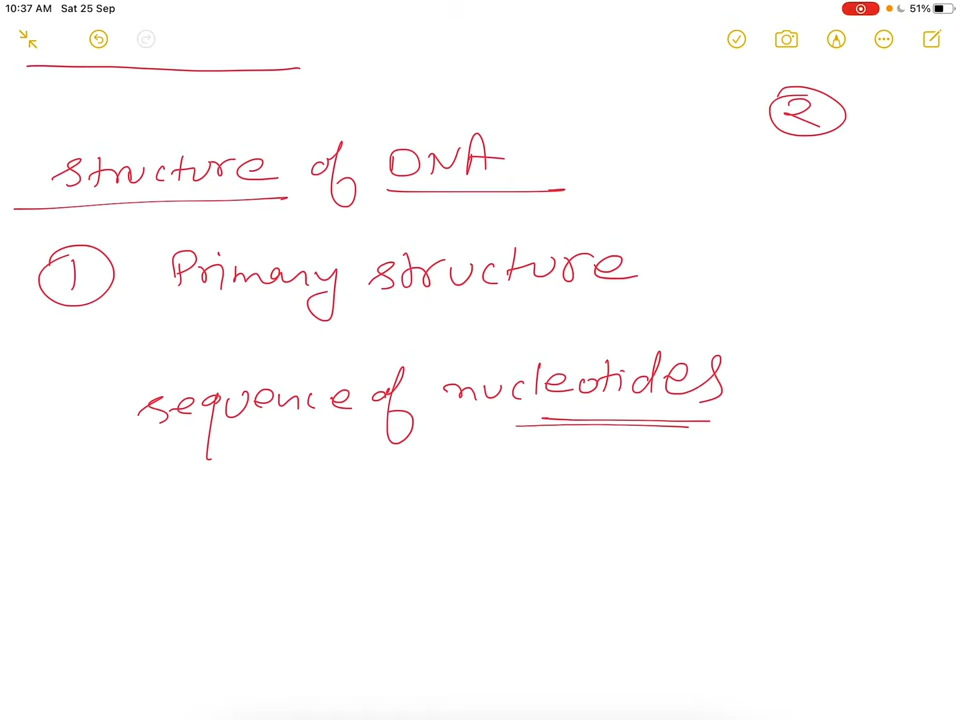 10:37 AM Sat 25 Sep 51%
2
structure of DNA
1 Primary structure
sequence of nucleotides